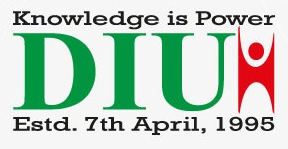 Knowledge is Power
DIU
Estd. 7th April, 1995